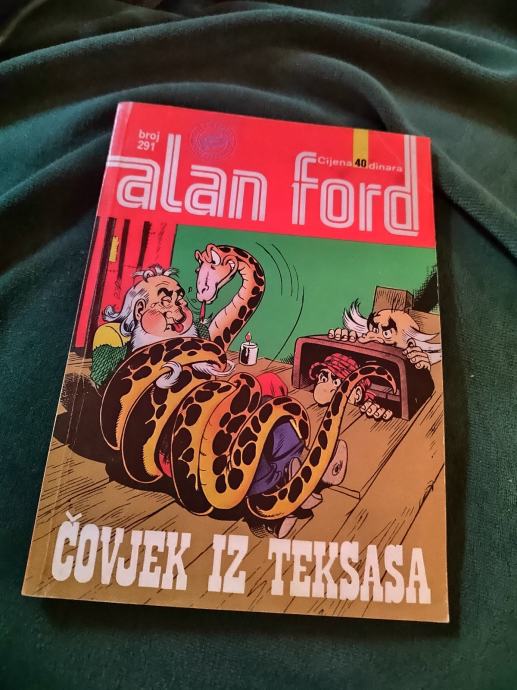 broj
291
Cijena 40 dinara
alan ford
ČOVJEK IZ TEKSASA